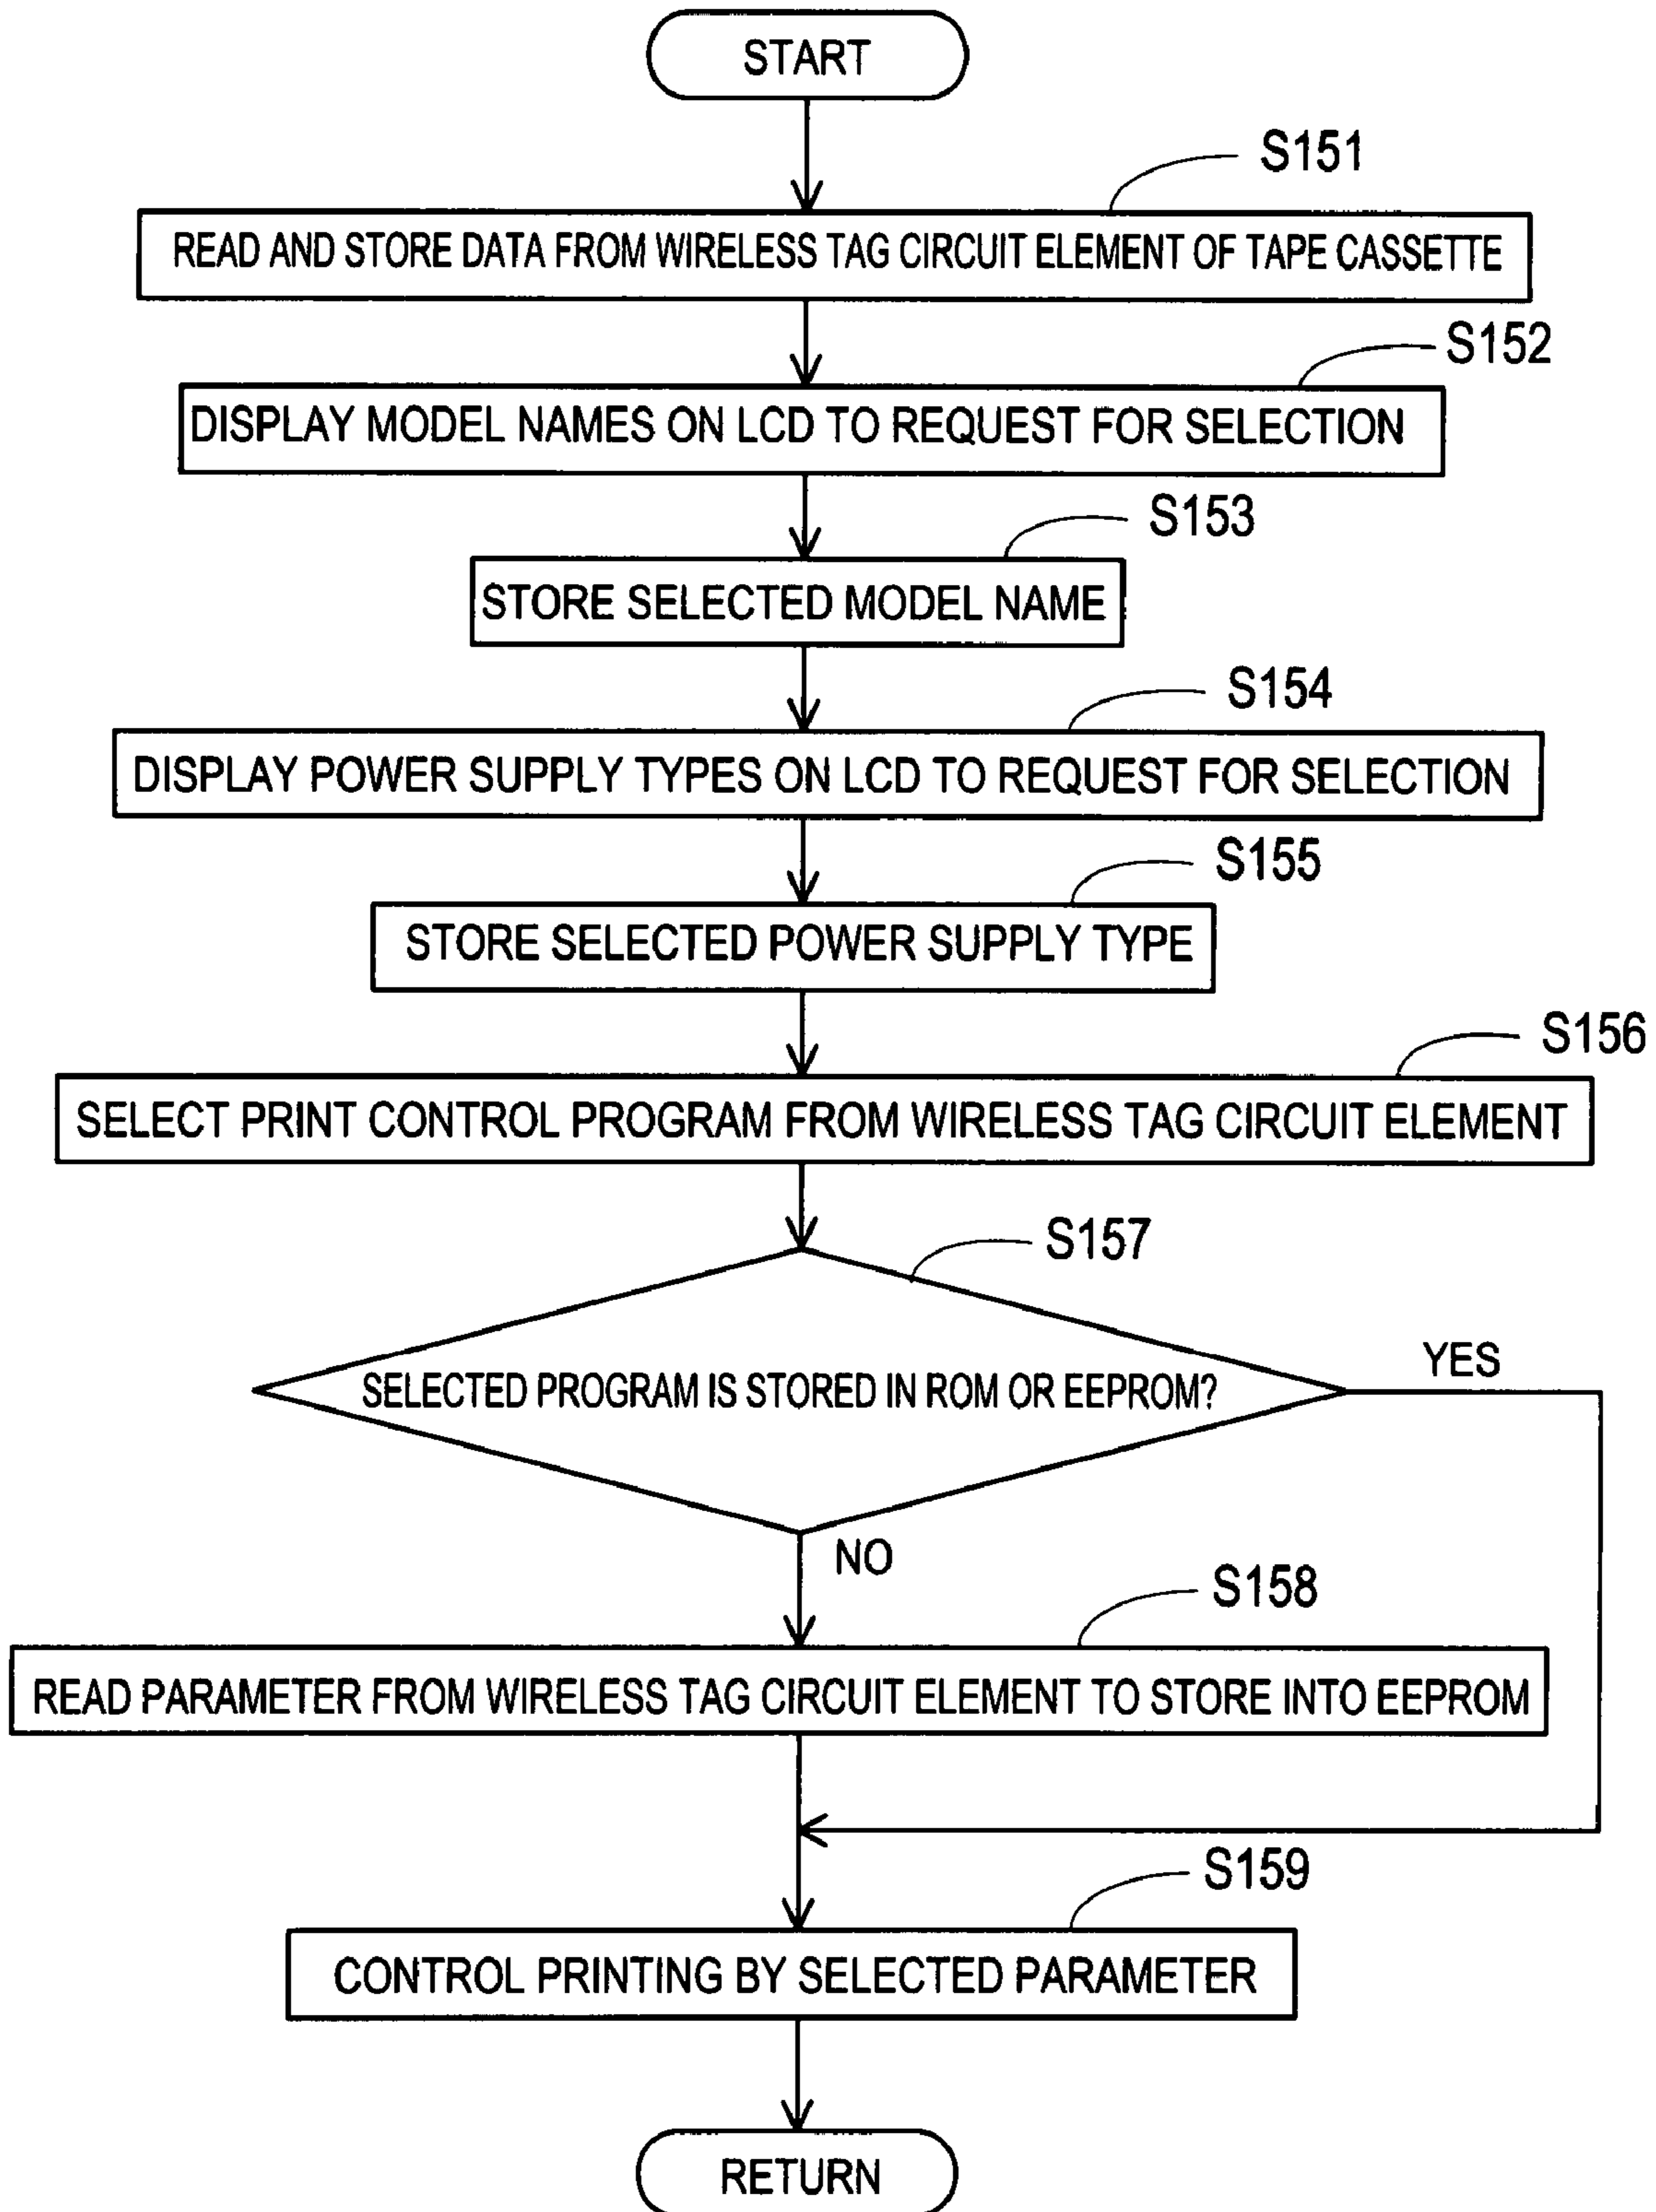 START
S151
READ AND STORE DATA FROM WIRELESS TAG CIRCUIT ELEMENT OF TAPE CASSETTE
S152
DISPLAY MODEL NAMES ON LCD TO REQUEST FOR SELECTION
S153
STORE SELECTED MODEL NAME
S154
DISPLAY POWER SUPPLY TYPES ON LCD TO REQUEST FOR SELECTION
S155
STORE SELECTED POWER SUPPLY TYPE
S156
SELECT PRINT CONTROL PROGRAM FROM WIRELESS TAG CIRCUIT ELEMENT
S157
SELECTED PROGRAM IS STORED IN ROM OR EEPROM?
YES
NO
S158
READ PARAMETER FROM WIRELESS TAG CIRCUIT ELEMENT TO STORE INTO EEPROM
S159
CONTROL PRINTING BY SELECTED PARAMETER
RETURN